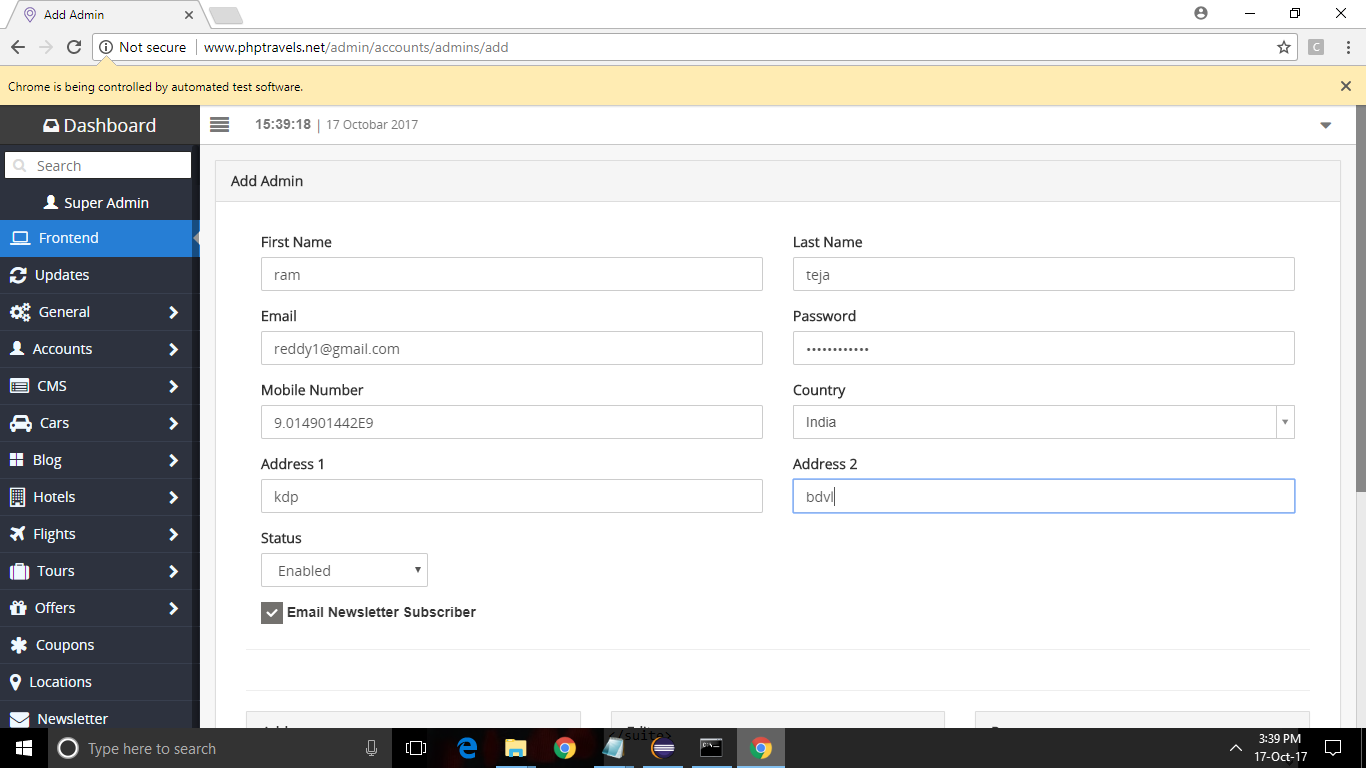 Add Admin
Not secure
www.phptravels.net/admin/accounts/admins/add
C
Chrome is being controlled by automated test software.
Dashboard
15:39:18 | 17 Octobar 2017
Search
Super Admin
Frontend
Updates
General
Accounts
CMS
Cars
Blog
Hotels
Flights
Tours
Offers
Coupons
Locations
Newsletter
Add Admin
First Name
Last Name
ram
teja
Email
Password
reddy1@gmail.com
••••••••••••
Mobile Number
Country
9.014901442E9
India
Address 1
Address 2
kdp
bdvl
Status
Enabled
Email Newsletter Subscriber
</suite>
Type here to search
3:39 PM
17-Oct-17